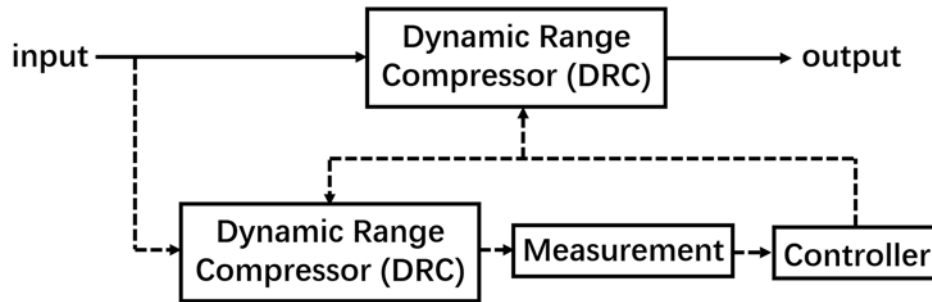 input
Dynamic Range
Compressor (DRC)
output
Dynamic Range
Compressor (DRC)
Measurement
Controller